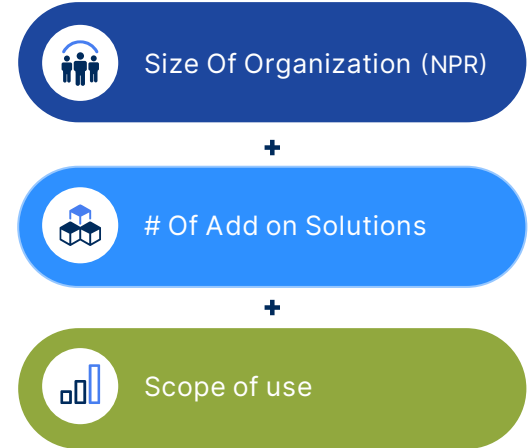 Size Of Organization (NPR)
+
# Of Add on Solutions
+
Scope of use